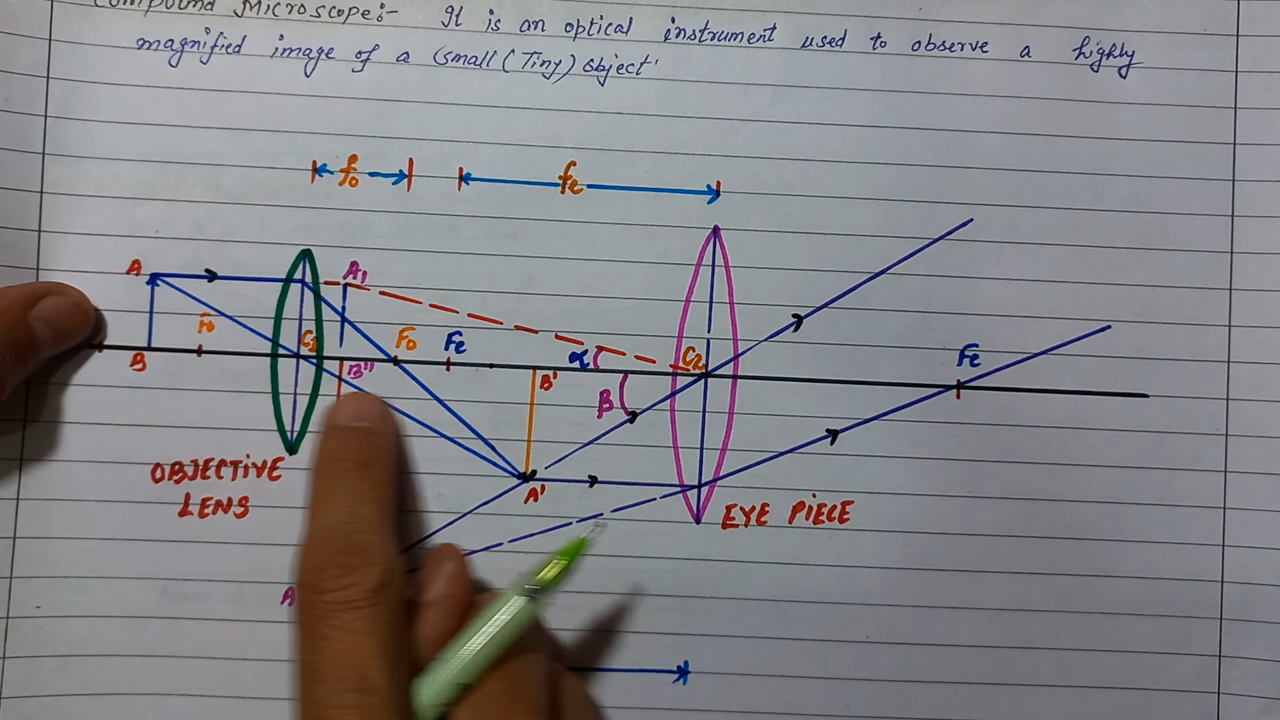 Compound Microscope:- It is an optical instrument used to observe a highly
magnified image of a small (Tiny) object'
fo
fe
A
A1
Fo
C1
Fo
Fe
α
C2
Fe
B
B"
B'
β
OBJECTIVE
LENS
A'
EYE PIECE
A